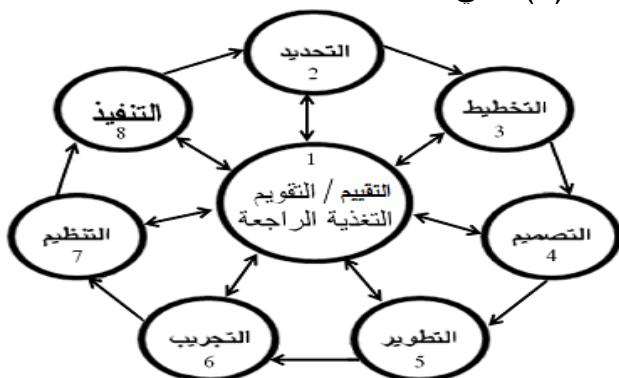 1
التقييم / التقويم
التغذية الراجعة
التحديد
2
التخطيط
3
التصميم
4
التطوير
5
التجريب
6
التنظيم
7
التنفيذ
8